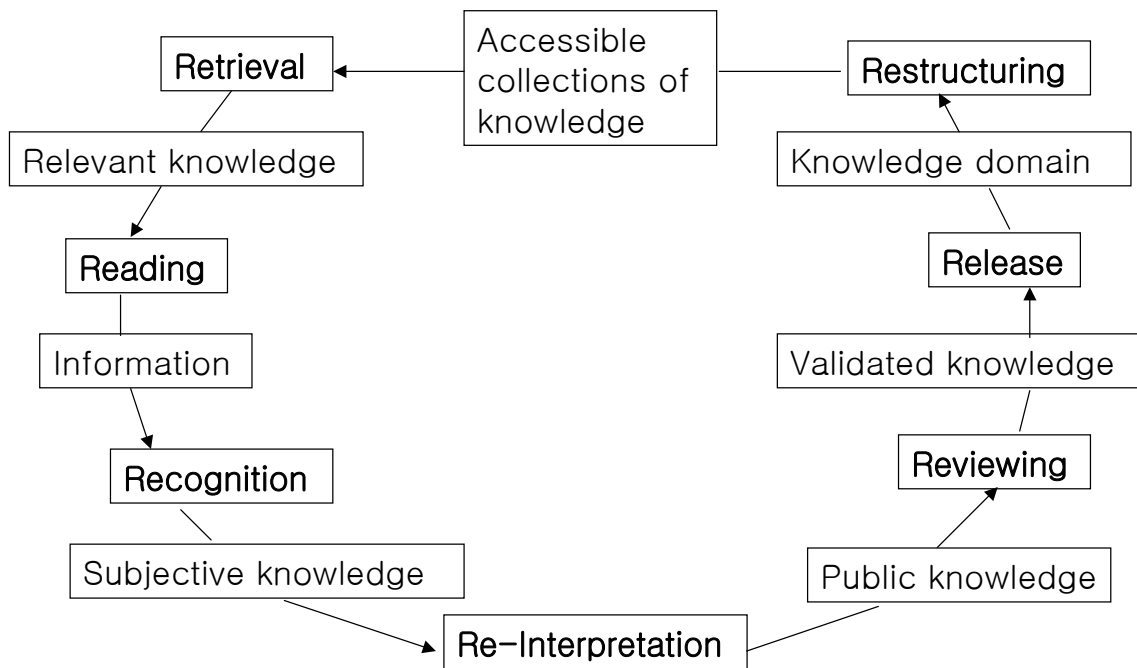 Retrieval
Accessible
collections of
knowledge
Restructuring
Relevant knowledge
Knowledge domain
Reading
Release
Information
Validated knowledge
Recognition
Reviewing
Subjective knowledge
Public knowledge
Re-Interpretation